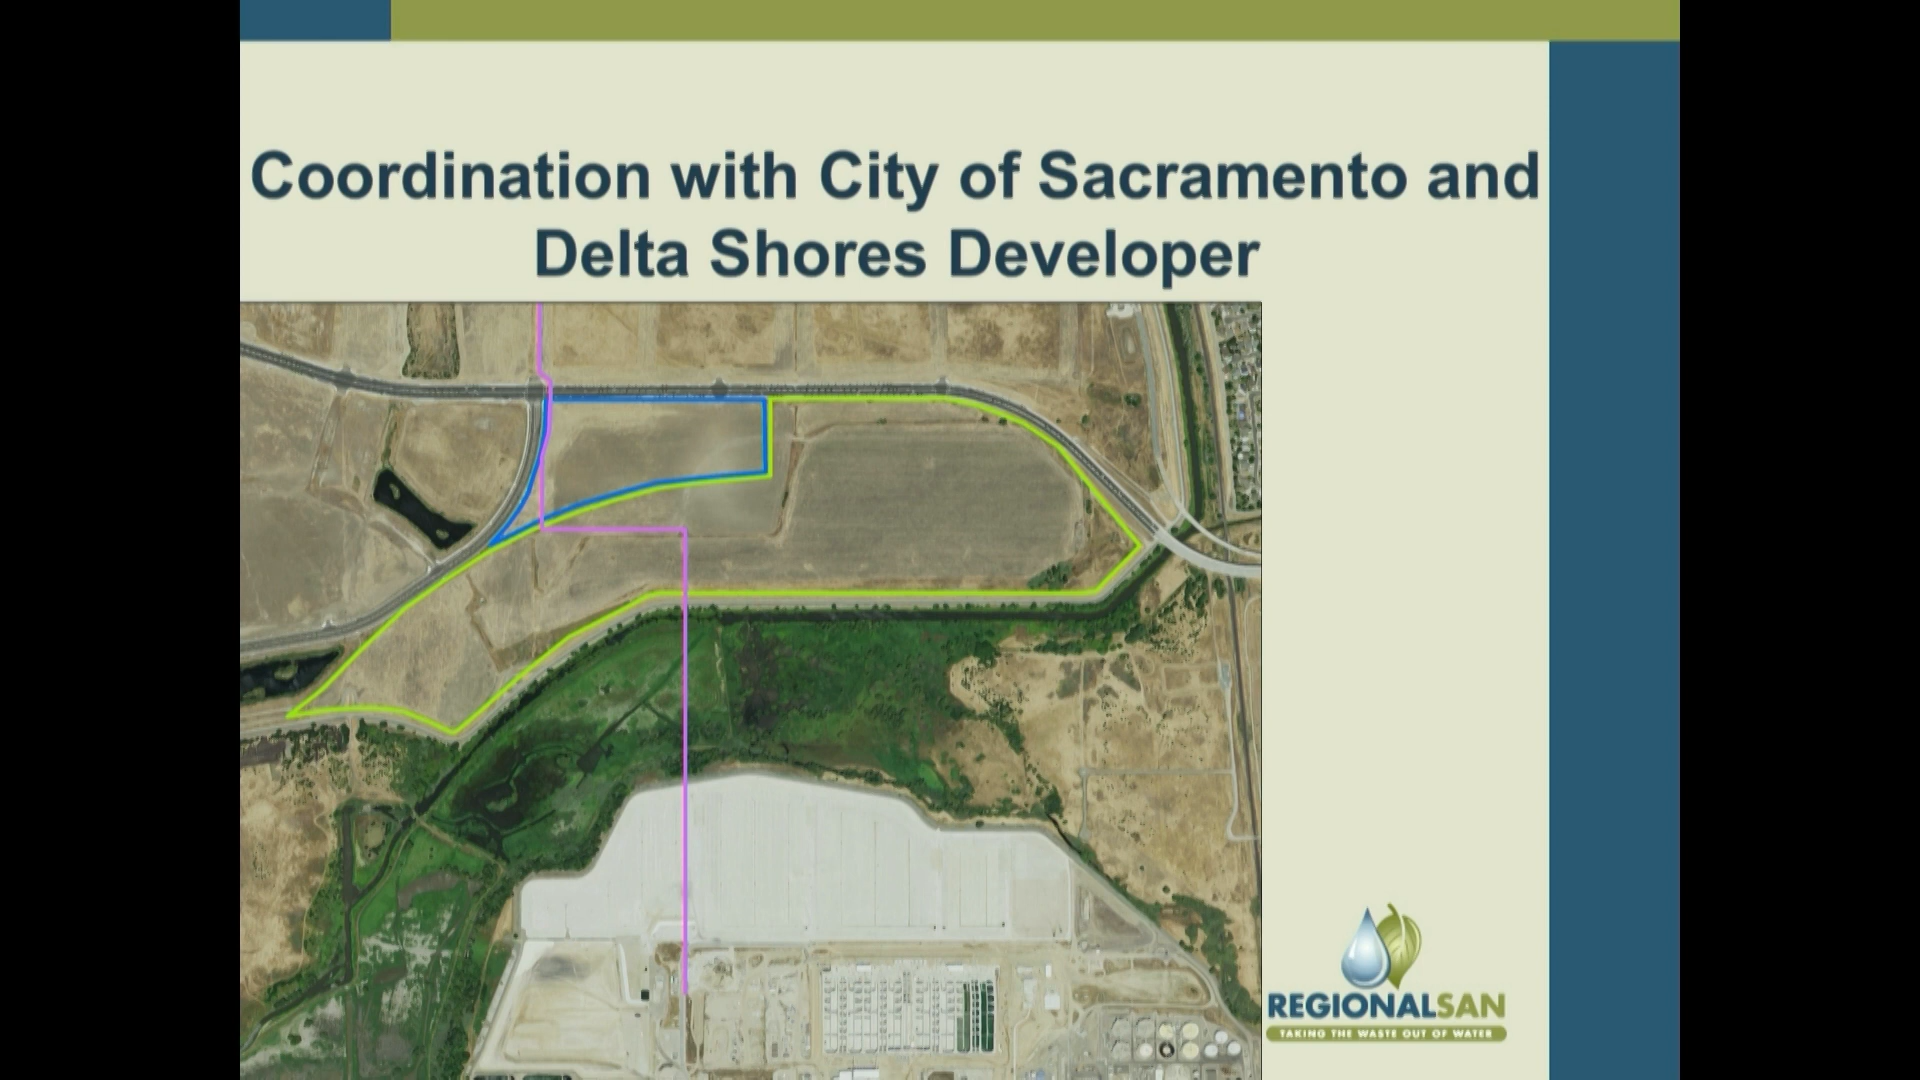 Coordination with City of Sacramento and
Delta Shores Developer
REGIONALSAN
TAKING THE WASTE OUT OF WATER